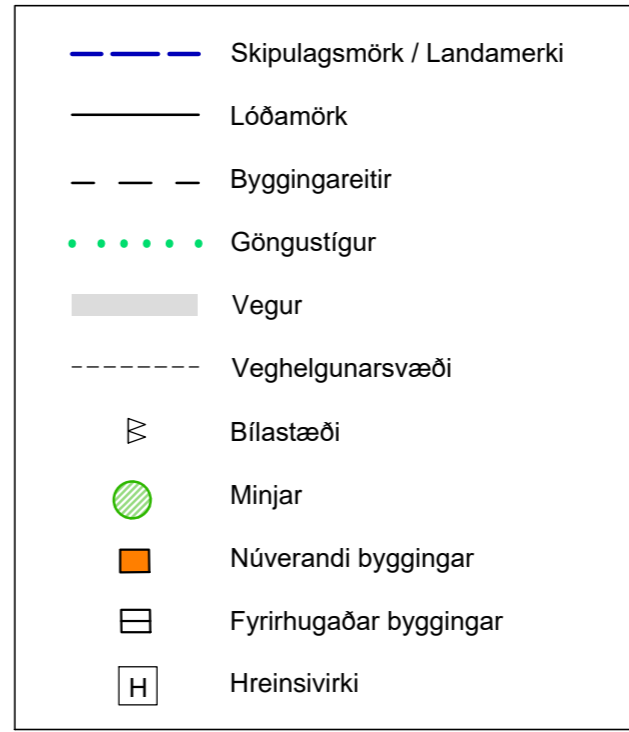 Skipulagsmörk / Landamerki
Lóðamörk
Byggingareitir
Göngustígur
Vegur
Veghelgunarsvæði
Bílastæði
Minjar
Núverandi byggingar
Fyrirhugaðar byggingar
H Hreinsivirki